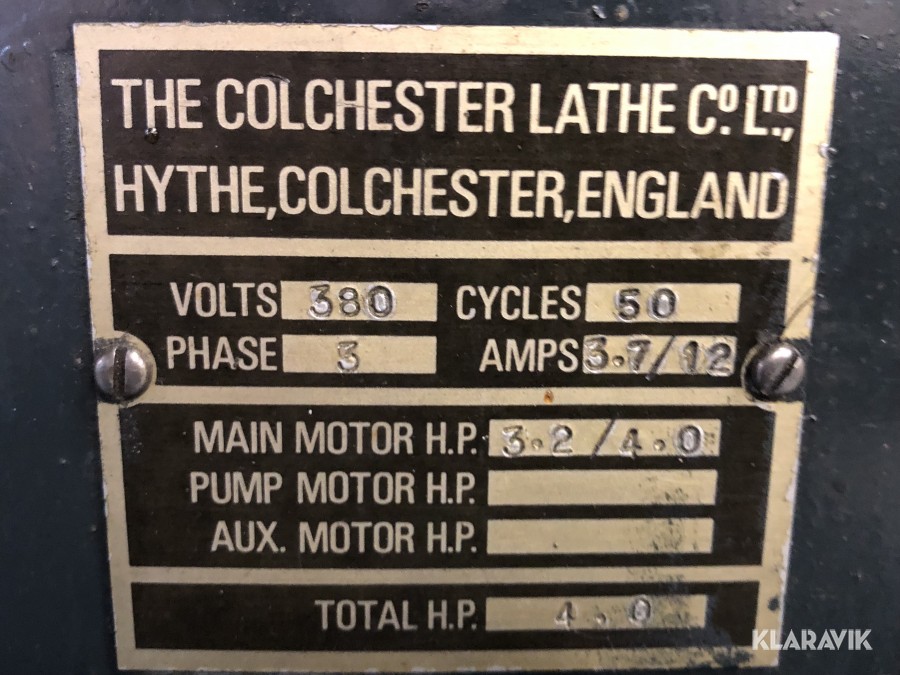 THE COLCHESTER LATHE Cº LTD,
HYTHE, COLCHESTER, ENGLAND
VOLTS 380 CYCLES 50
PHASE 3 AMPS 3.7/12
MAIN MOTOR H.P. 3.2/4.0
PUMP MOTOR H.P.
AUX. MOTOR H.P.
TOTAL H.P. 4.0
KLARAVIK